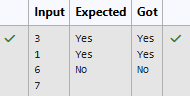 Input Expected Got
3 Yes Yes
1 Yes Yes
6 No No
7